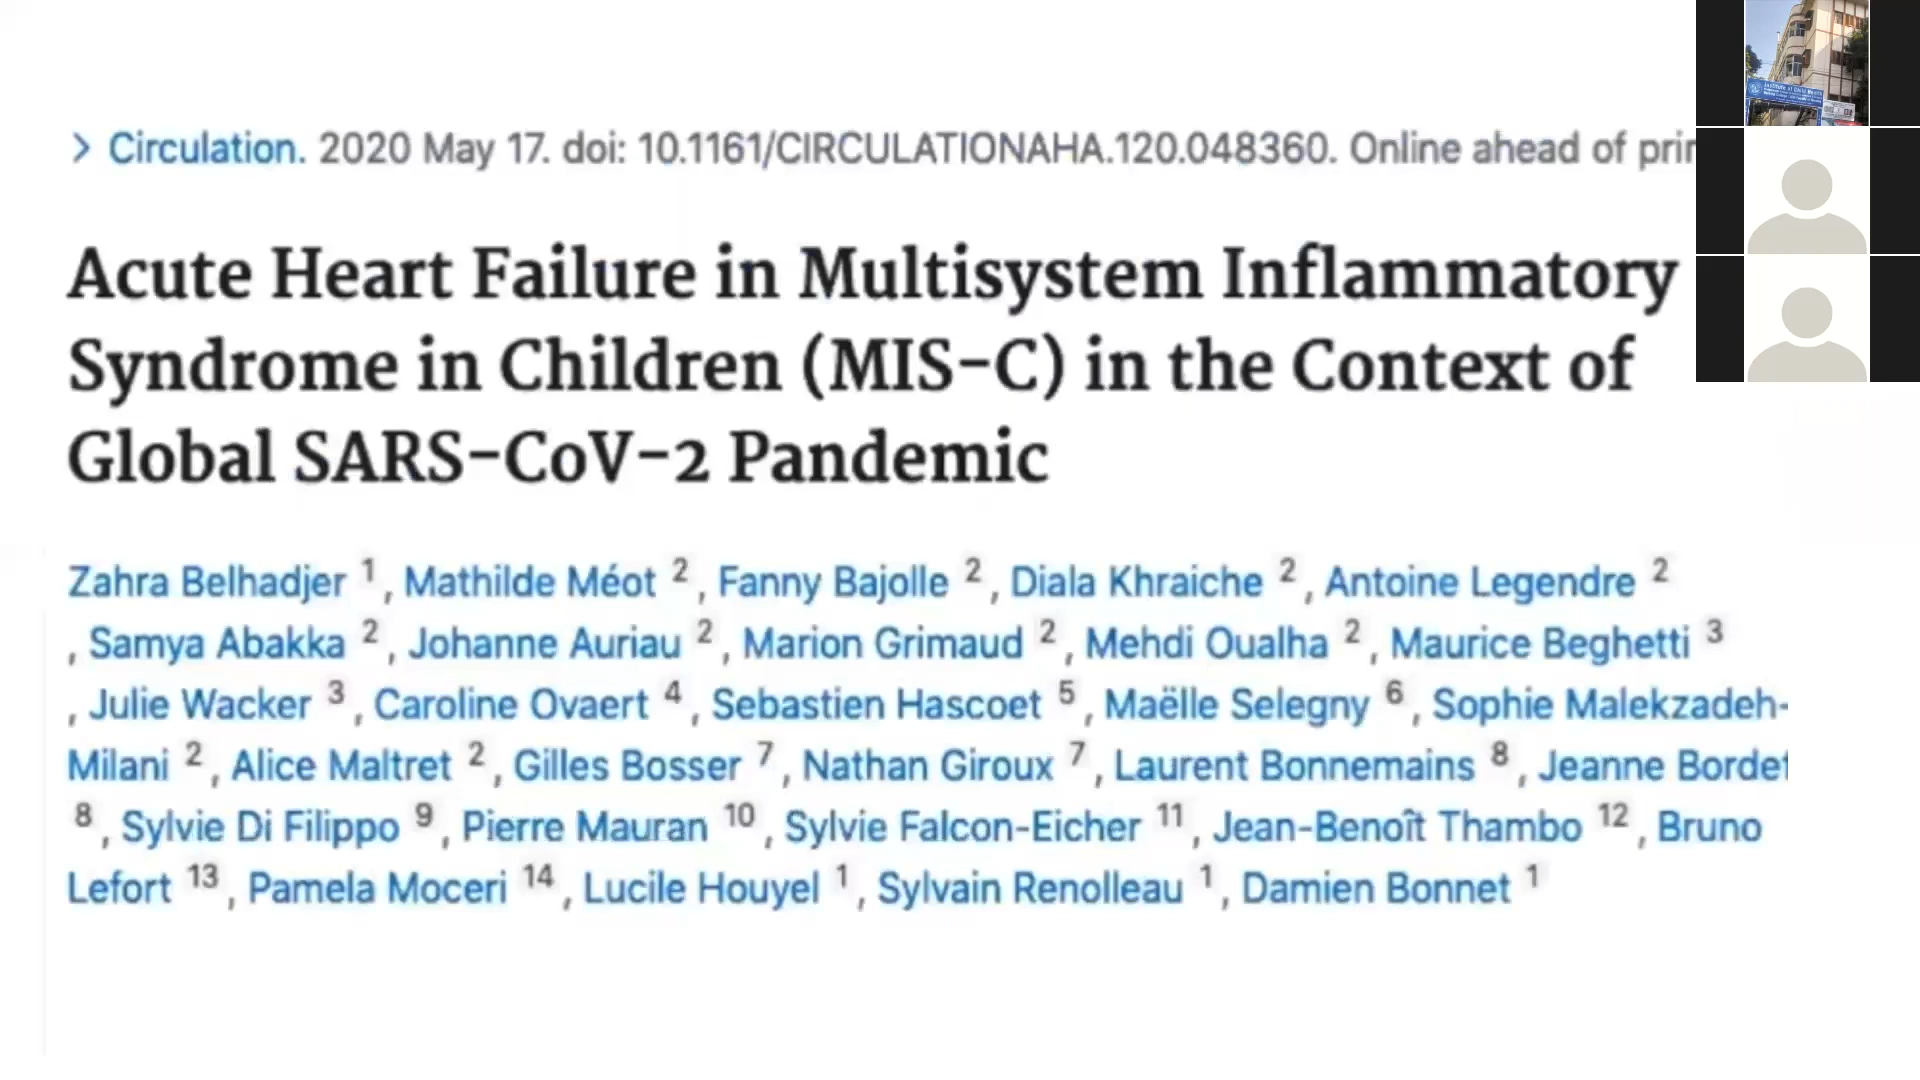 > Circulation. 2020 May 17. doi: 10.1161/CIRCULATIONAHA.120.048360. Online ahead of prin
Acute Heart Failure in Multisystem Inflammatory
Syndrome in Children (MIS-C) in the Context of
Global SARS-CoV-2 Pandemic
Zahra Belhadjer 1 , Mathilde Méot 2 , Fanny Bajolle 2 , Diala Khraiche 2 , Antoine Legendre 2
, Samya Abakka 2 , Johanne Auriau 2 , Marion Grimaud 2 , Mehdi Oualha 2 , Maurice Beghetti 3
, Julie Wacker 3 , Caroline Ovaert 4 , Sebastien Hascoet 5 , Maëlle Selegny 6 , Sophie Malekzadeh-
Milani 2 , Alice Maltret 2 , Gilles Bosser 7 , Nathan Giroux 7 , Laurent Bonnemains 8 , Jeanne Bordet
8 , Sylvie Di Filippo 9 , Pierre Mauran 10 , Sylvie Falcon-Eicher 11 , Jean-Benoît Thambo 12 , Bruno
Lefort 13 , Pamela Moceri 14 , Lucile Houyel 1 , Sylvain Renolleau 1 , Damien Bonnet 1
Institute of Child Health